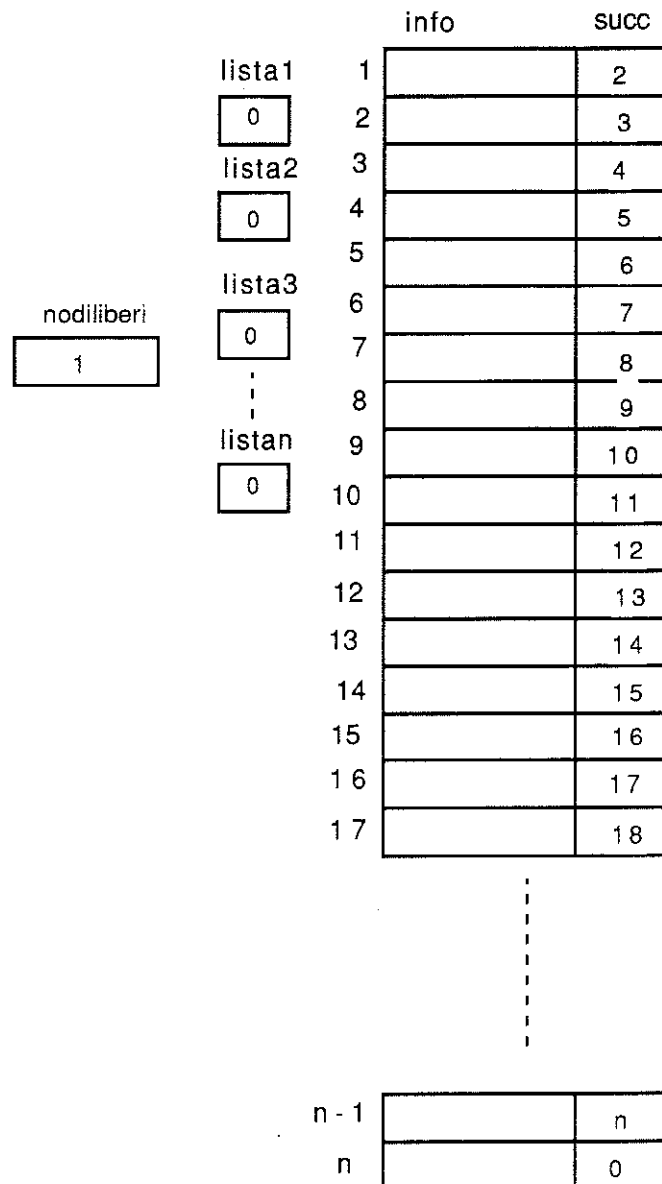 info succ
lista1 1 2
0 2 3
lista2 3 4
0 4 5
5 6
lista3 6 7
nodiliberi 0 7 8
1 8 9
listan 9 10
0 10 11
11 12
12 13
13 14
14 15
15 16
16 17
17 18
n - 1 n
n 0